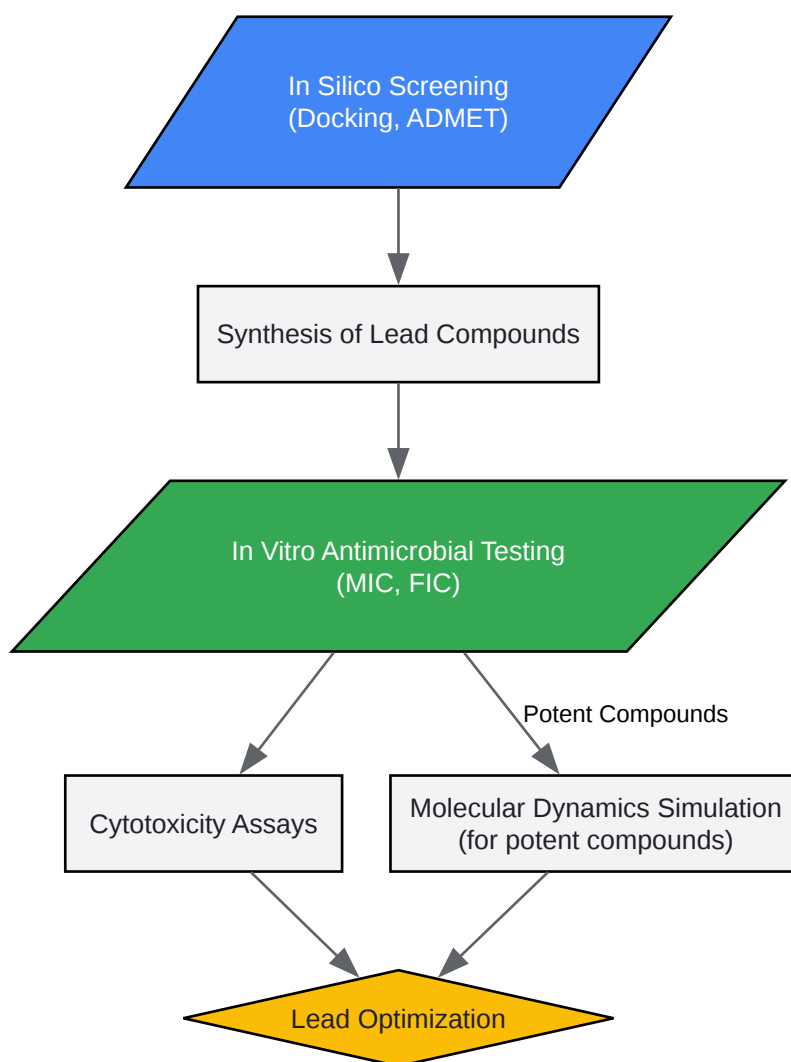 In Silico Screening
(Docking, ADMET)
Synthesis of Lead Compounds
In Vitro Antimicrobial Testing
(MIC, FIC)
Potent Compounds
Cytotoxicity Assays
Molecular Dynamics Simulation
(for potent compounds)
Lead Optimization